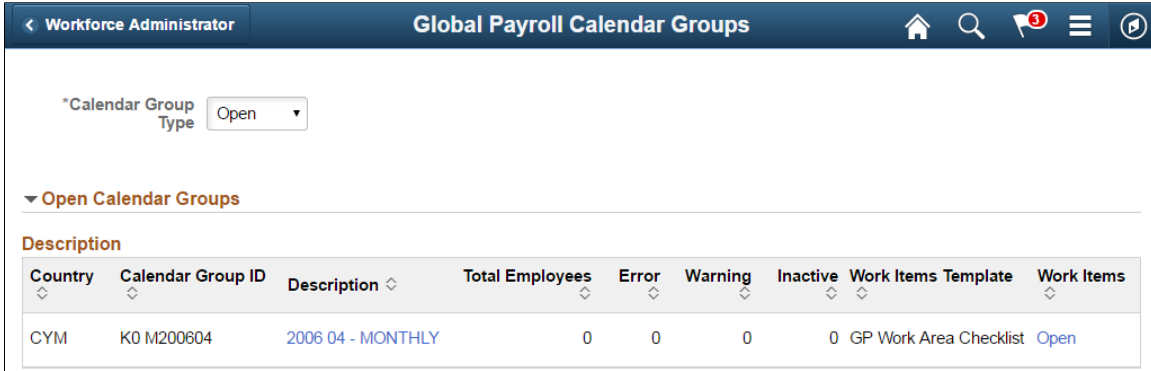 Workforce Administrator Global Payroll Calendar Groups 3
*Calendar Group
Type Open
Open Calendar Groups
Description
Country Calendar Group ID Description Total Employees Error Warning Inactive Work Items Template Work Items
CYM K0 M200604 2006 04 - MONTHLY 0 0 0 0 GP Work Area Checklist Open